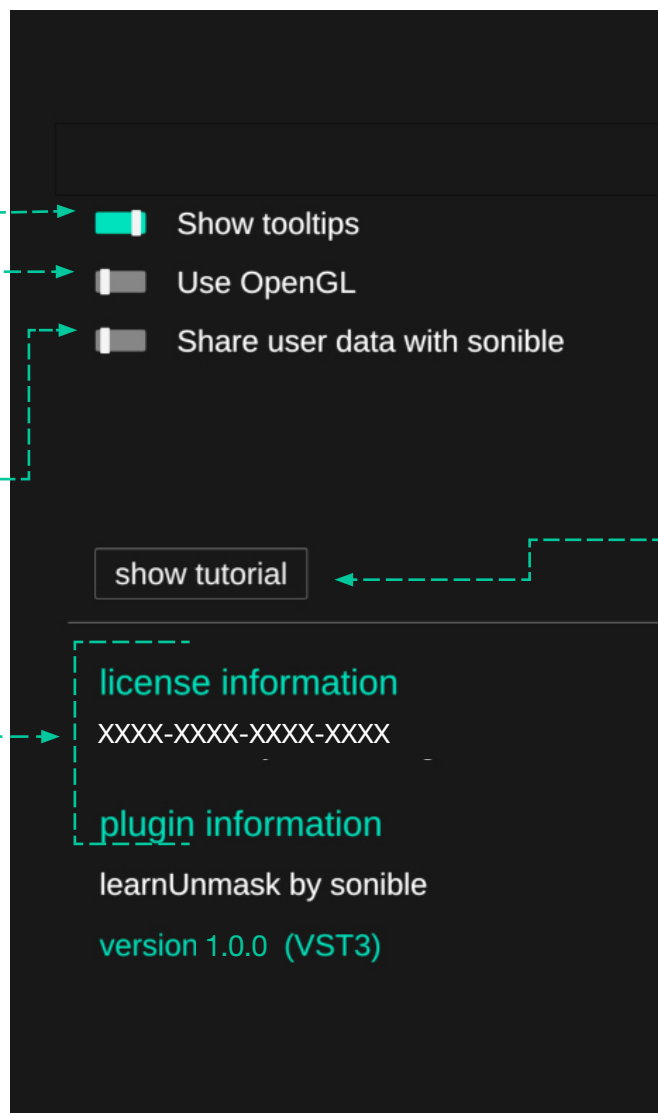 Show tooltips
Use OpenGL
Share user data with sonible
show tutorial
license information
XXXX-XXXX-XXXX-XXXX
plugin information
learnUnmask by sonible
version 1.0.0 (VST3)